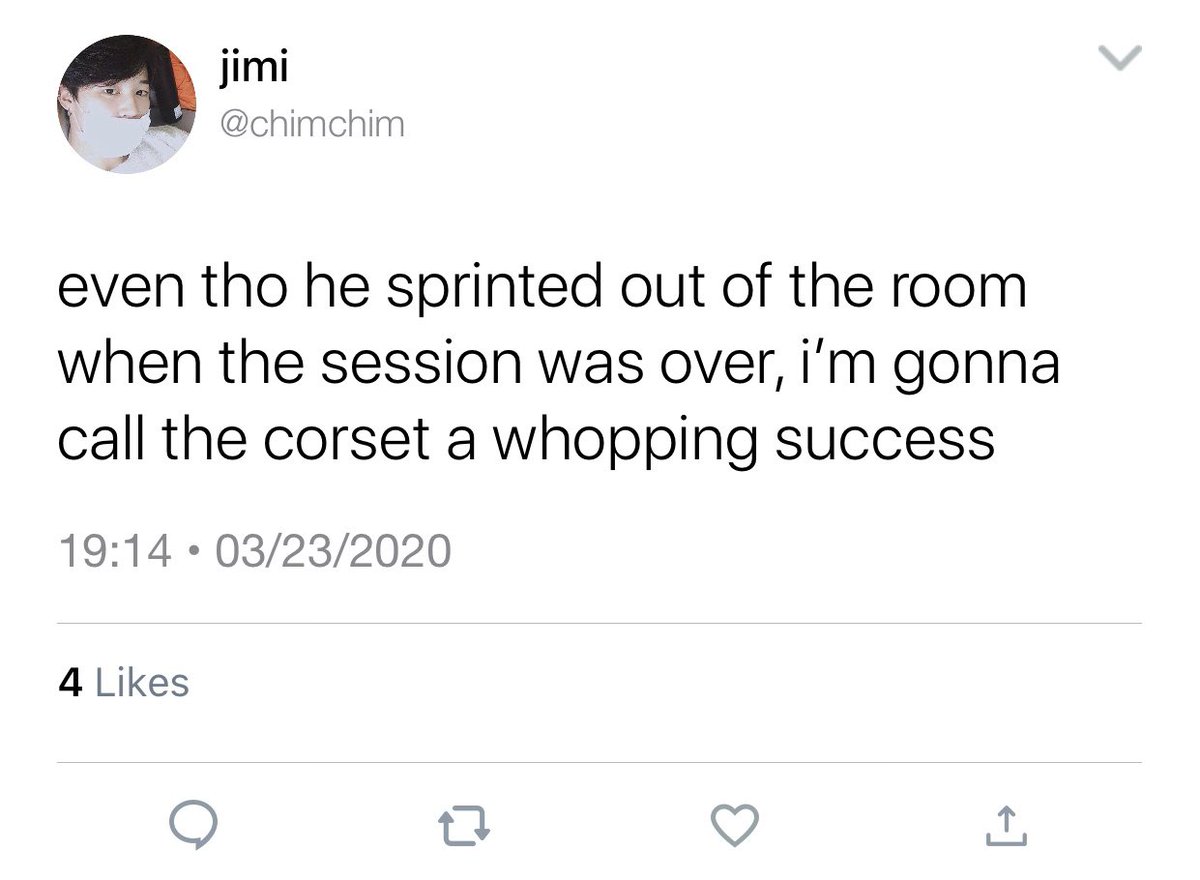 jimi
@chimchim
even tho he sprinted out of the room
when the session was over, i’m gonna
call the corset a whopping success
19:14 • 03/23/2020
4 Likes